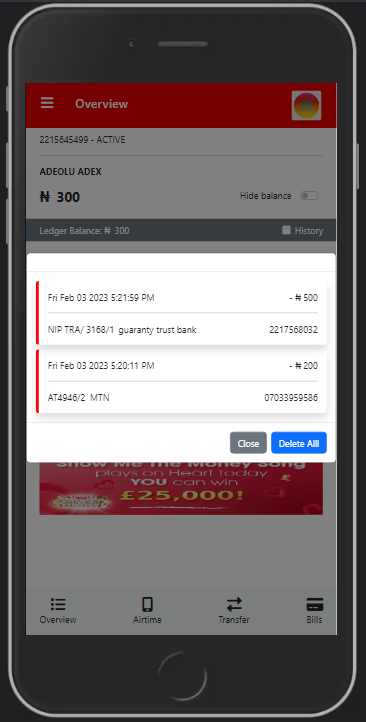 Overview
2215645499 - ACTIVE
ADEOLU ADEX
₦ 300
Hide balance
Ledger Balance: ₦ 300
History
Fri Feb 03 2023 5:21:59 PM
- ₦ 500
NIP TRA/ 3168/1 guaranty trust bank
2217568032
Fri Feb 03 2023 5:20:11 PM
- ₦ 200
AT4946/2 MTN
07033959586
Close
Delete Alll
Show Me The Money Song
plays on Heart today
YOU can win
£25,000!
Overview
Airtime
Transfer
Bills